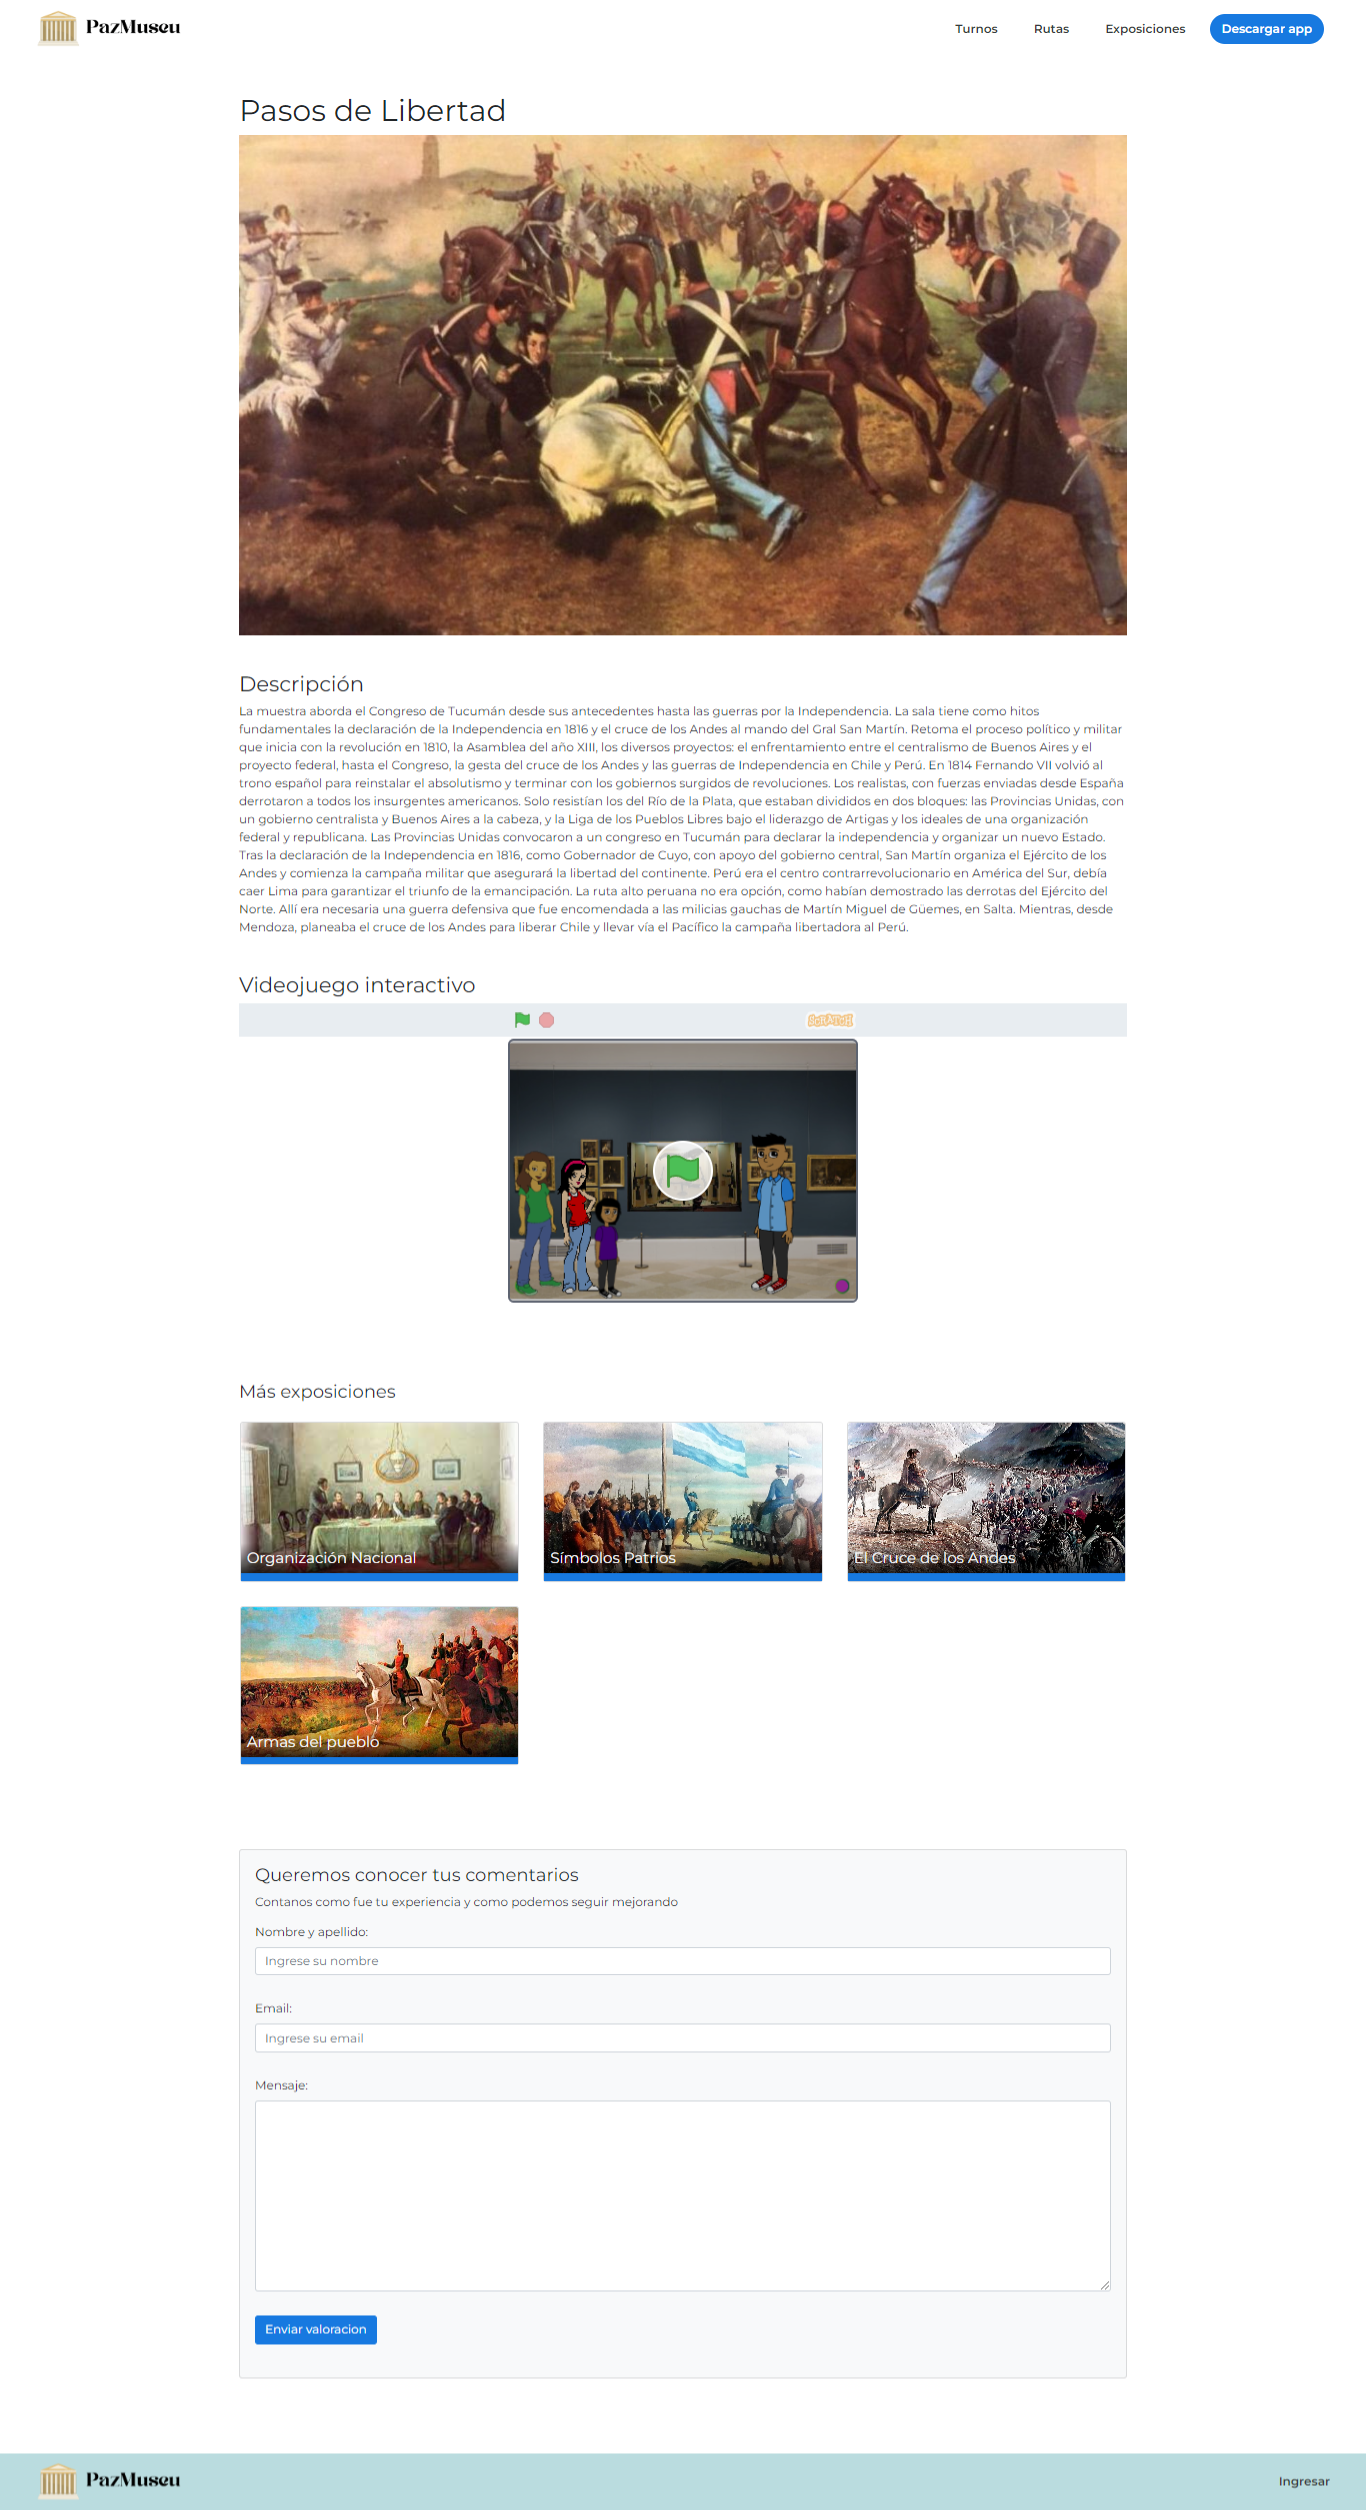 PazMuseu
Turnos Rutas Exposiciones Descargar app
Pasos de Libertad
Descripción
La muestra aborda el Congreso de Tucumán desde sus antecedentes hasta las guerras por la Independencia. La sala tiene como hitos
fundamentales la declaración de la Independencia en 1816 y el cruce de los Andes al mando del Gral San Martín. Retoma el proceso político y militar
que inicia con la revolución en 1810, la Asamblea del año XIII, los diversos proyectos: el enfrentamiento entre el centralismo de Buenos Aires y el
proyecto federal, hasta el Congreso, la gesta del cruce de los Andes y las guerras de Independencia en Chile y Perú. En 1814 Fernando VII volvió al
trono español para reinstalar el absolutismo y terminar con los gobiernos surgidos de revoluciones. Los realistas, con fuerzas enviadas desde España
derrotaron a todos los insurgentes americanos. Solo resistían los del Río de la Plata, que estaban divididos en dos bloques: las Provincias Unidas, con
un gobierno centralista y Buenos Aires a la cabeza, y la Liga de los Pueblos Libres bajo el liderazgo de Artigas y los ideales de una organización
federal y republicana. Las Provincias Unidas convocaron a un congreso en Tucumán para declarar la independencia y organizar un nuevo Estado.
Tras la declaración de la Independencia en 1816, como Gobernador de Cuyo, con apoyo del gobierno central, San Martín organiza el Ejército de los
Andes y comienza la campaña militar que asegurará la libertad del continente. Perú era el centro contrarrevolucionario en América del Sur, debía
caer Lima para garantizar el triunfo de la emancipación. La ruta alto peruana no era opción, como habían demostrado las derrotas del Ejército del
Norte. Allí era necesaria una guerra defensiva que fue encomendada a las milicias gauchas de Martín Miguel de Güemes, en Salta. Mientras, desde
Mendoza, planeaba el cruce de los Andes para liberar Chile y llevar vía el Pacífico la campaña libertadora al Perú.
Videojuego interactivo
SCRATCH
Más exposiciones
Organización Nacional
Símbolos Patrios
El Cruce de los Andes
Armas del pueblo
Queremos conocer tus comentarios
Contanos como fue tu experiencia y como podemos seguir mejorando
Nombre y apellido:
Ingrese su nombre
Email:
Ingrese su email
Mensaje:
Enviar valoracion
PazMuseu
Ingresar